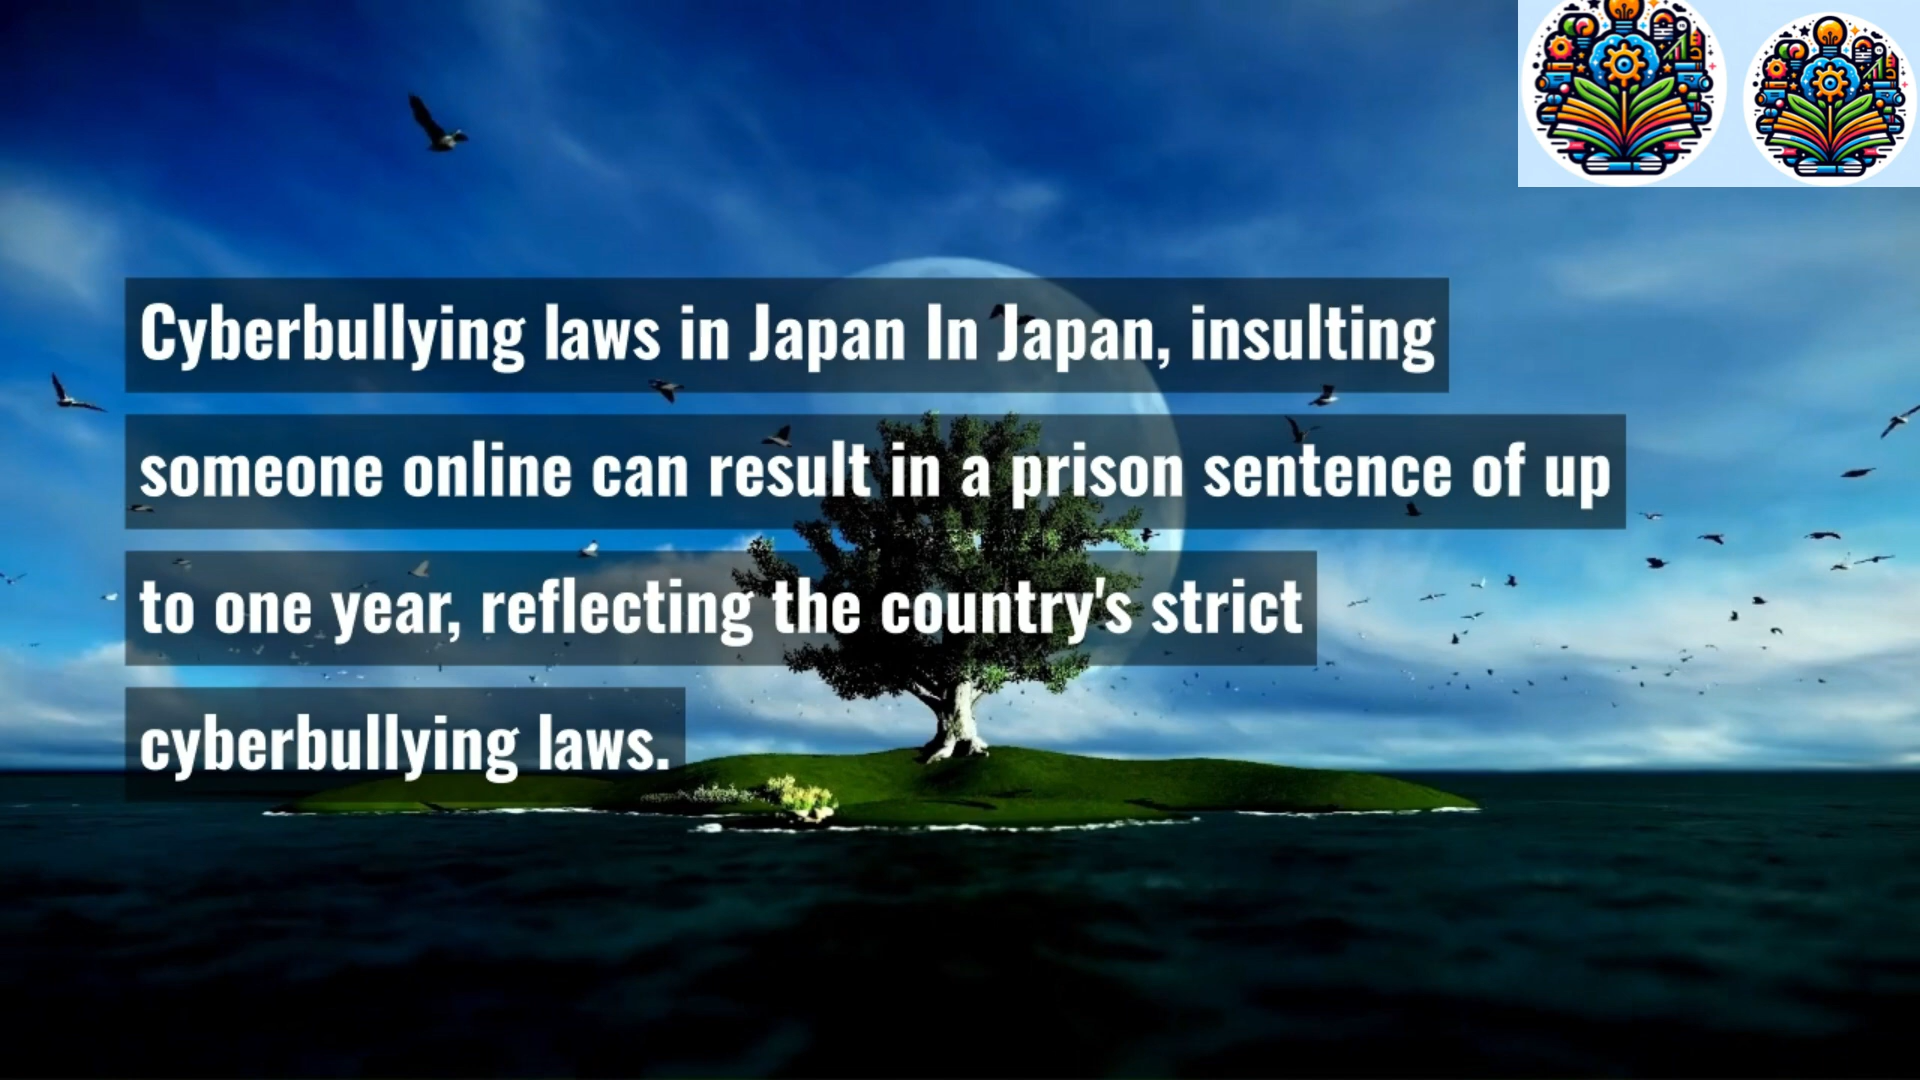 Cyberbullying laws in Japan In Japan, insulting
someone online can result in a prison sentence of up
to one year, reflecting the country's strict
cyberbullying laws.